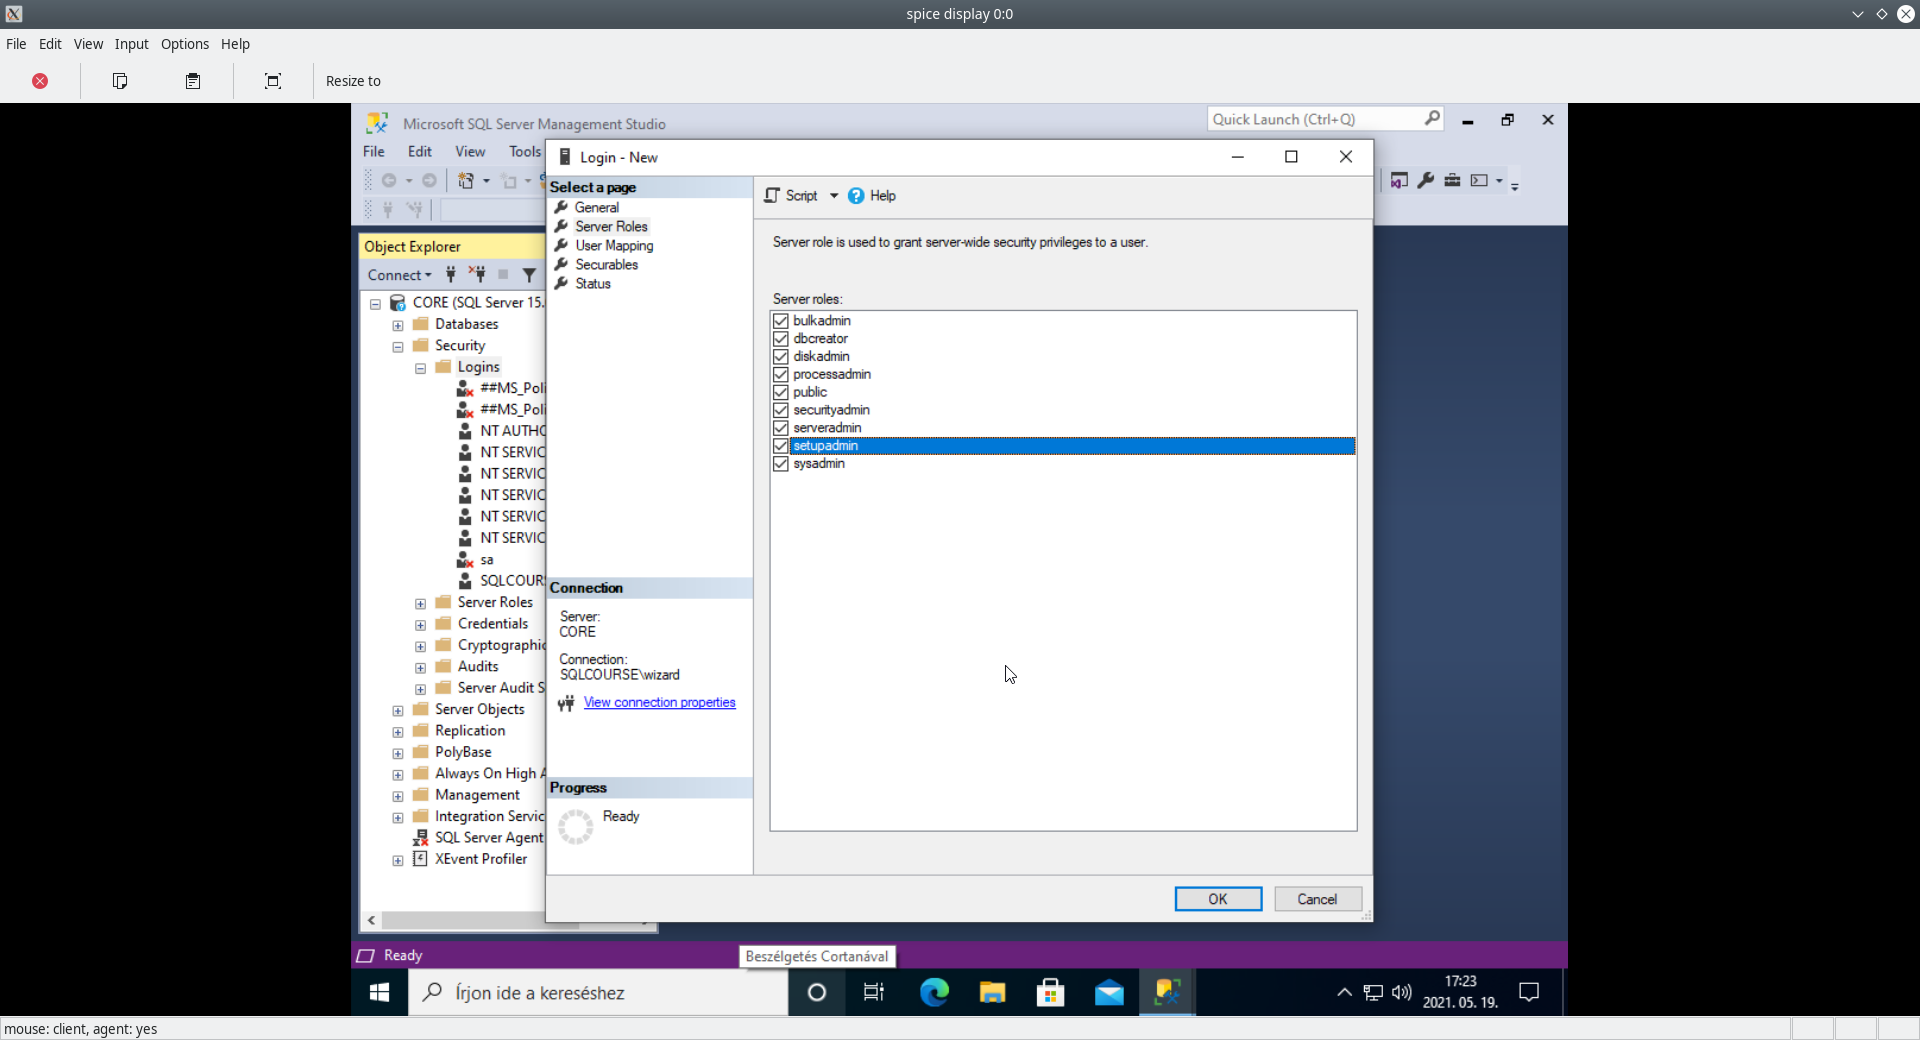 spice display 0:0
File Edit View Input Options Help
Resize to
Microsoft SQL Server Management Studio
Quick Launch (Ctrl+Q)
File Edit View Tools
Login - New
Select a page
General
Server Roles
User Mapping
Securables
Status
Script Help
Server role is used to grant server-wide security privileges to a user.
Server roles:
bulkadmin
dbcreator
diskadmin
processadmin
public
securityadmin
serveradmin
setupadmin
sysadmin
Object Explorer
Connect
CORE (SQL Server 15.
Databases
Security
Logins
##MS_Poli
##MS_Poli
NT AUTHO
NT SERVIC
NT SERVIC
NT SERVIC
NT SERVIC
NT SERVIC
sa
SQLCOURS
Server Roles
Credentials
Cryptographic
Audits
Server Audit S
Server Objects
Replication
PolyBase
Always On High A
Management
Integration Servic
SQL Server Agent
XEvent Profiler
Connection
Server:
CORE
Connection:
SQLCOURSE\wizard
View connection properties
Progress
Ready
OK Cancel
Ready
Beszélgetés Cortanával
Írjon ide a kereséshez
17:23
2021. 05. 19.
mouse: client, agent: yes